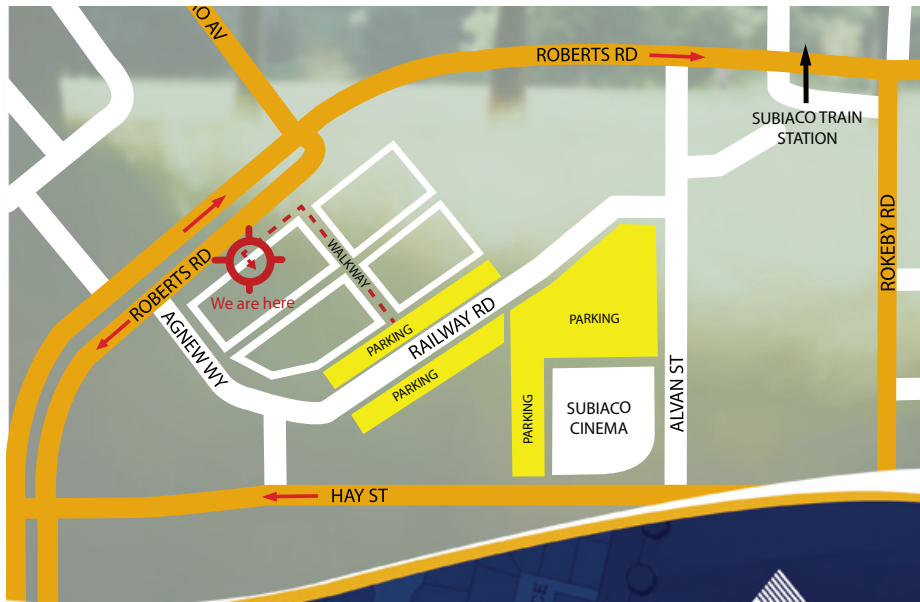 ROBERTS RD
SUBIACO TRAIN
STATION
ROKEBY RD
WALKWAY
ROBERTS RD
We are here
AGNEW WY
PARKING
RAILWAY RD
PARKING
PARKING
PARKING
SUBIACO
CINEMA
ALVAN ST
HAY ST